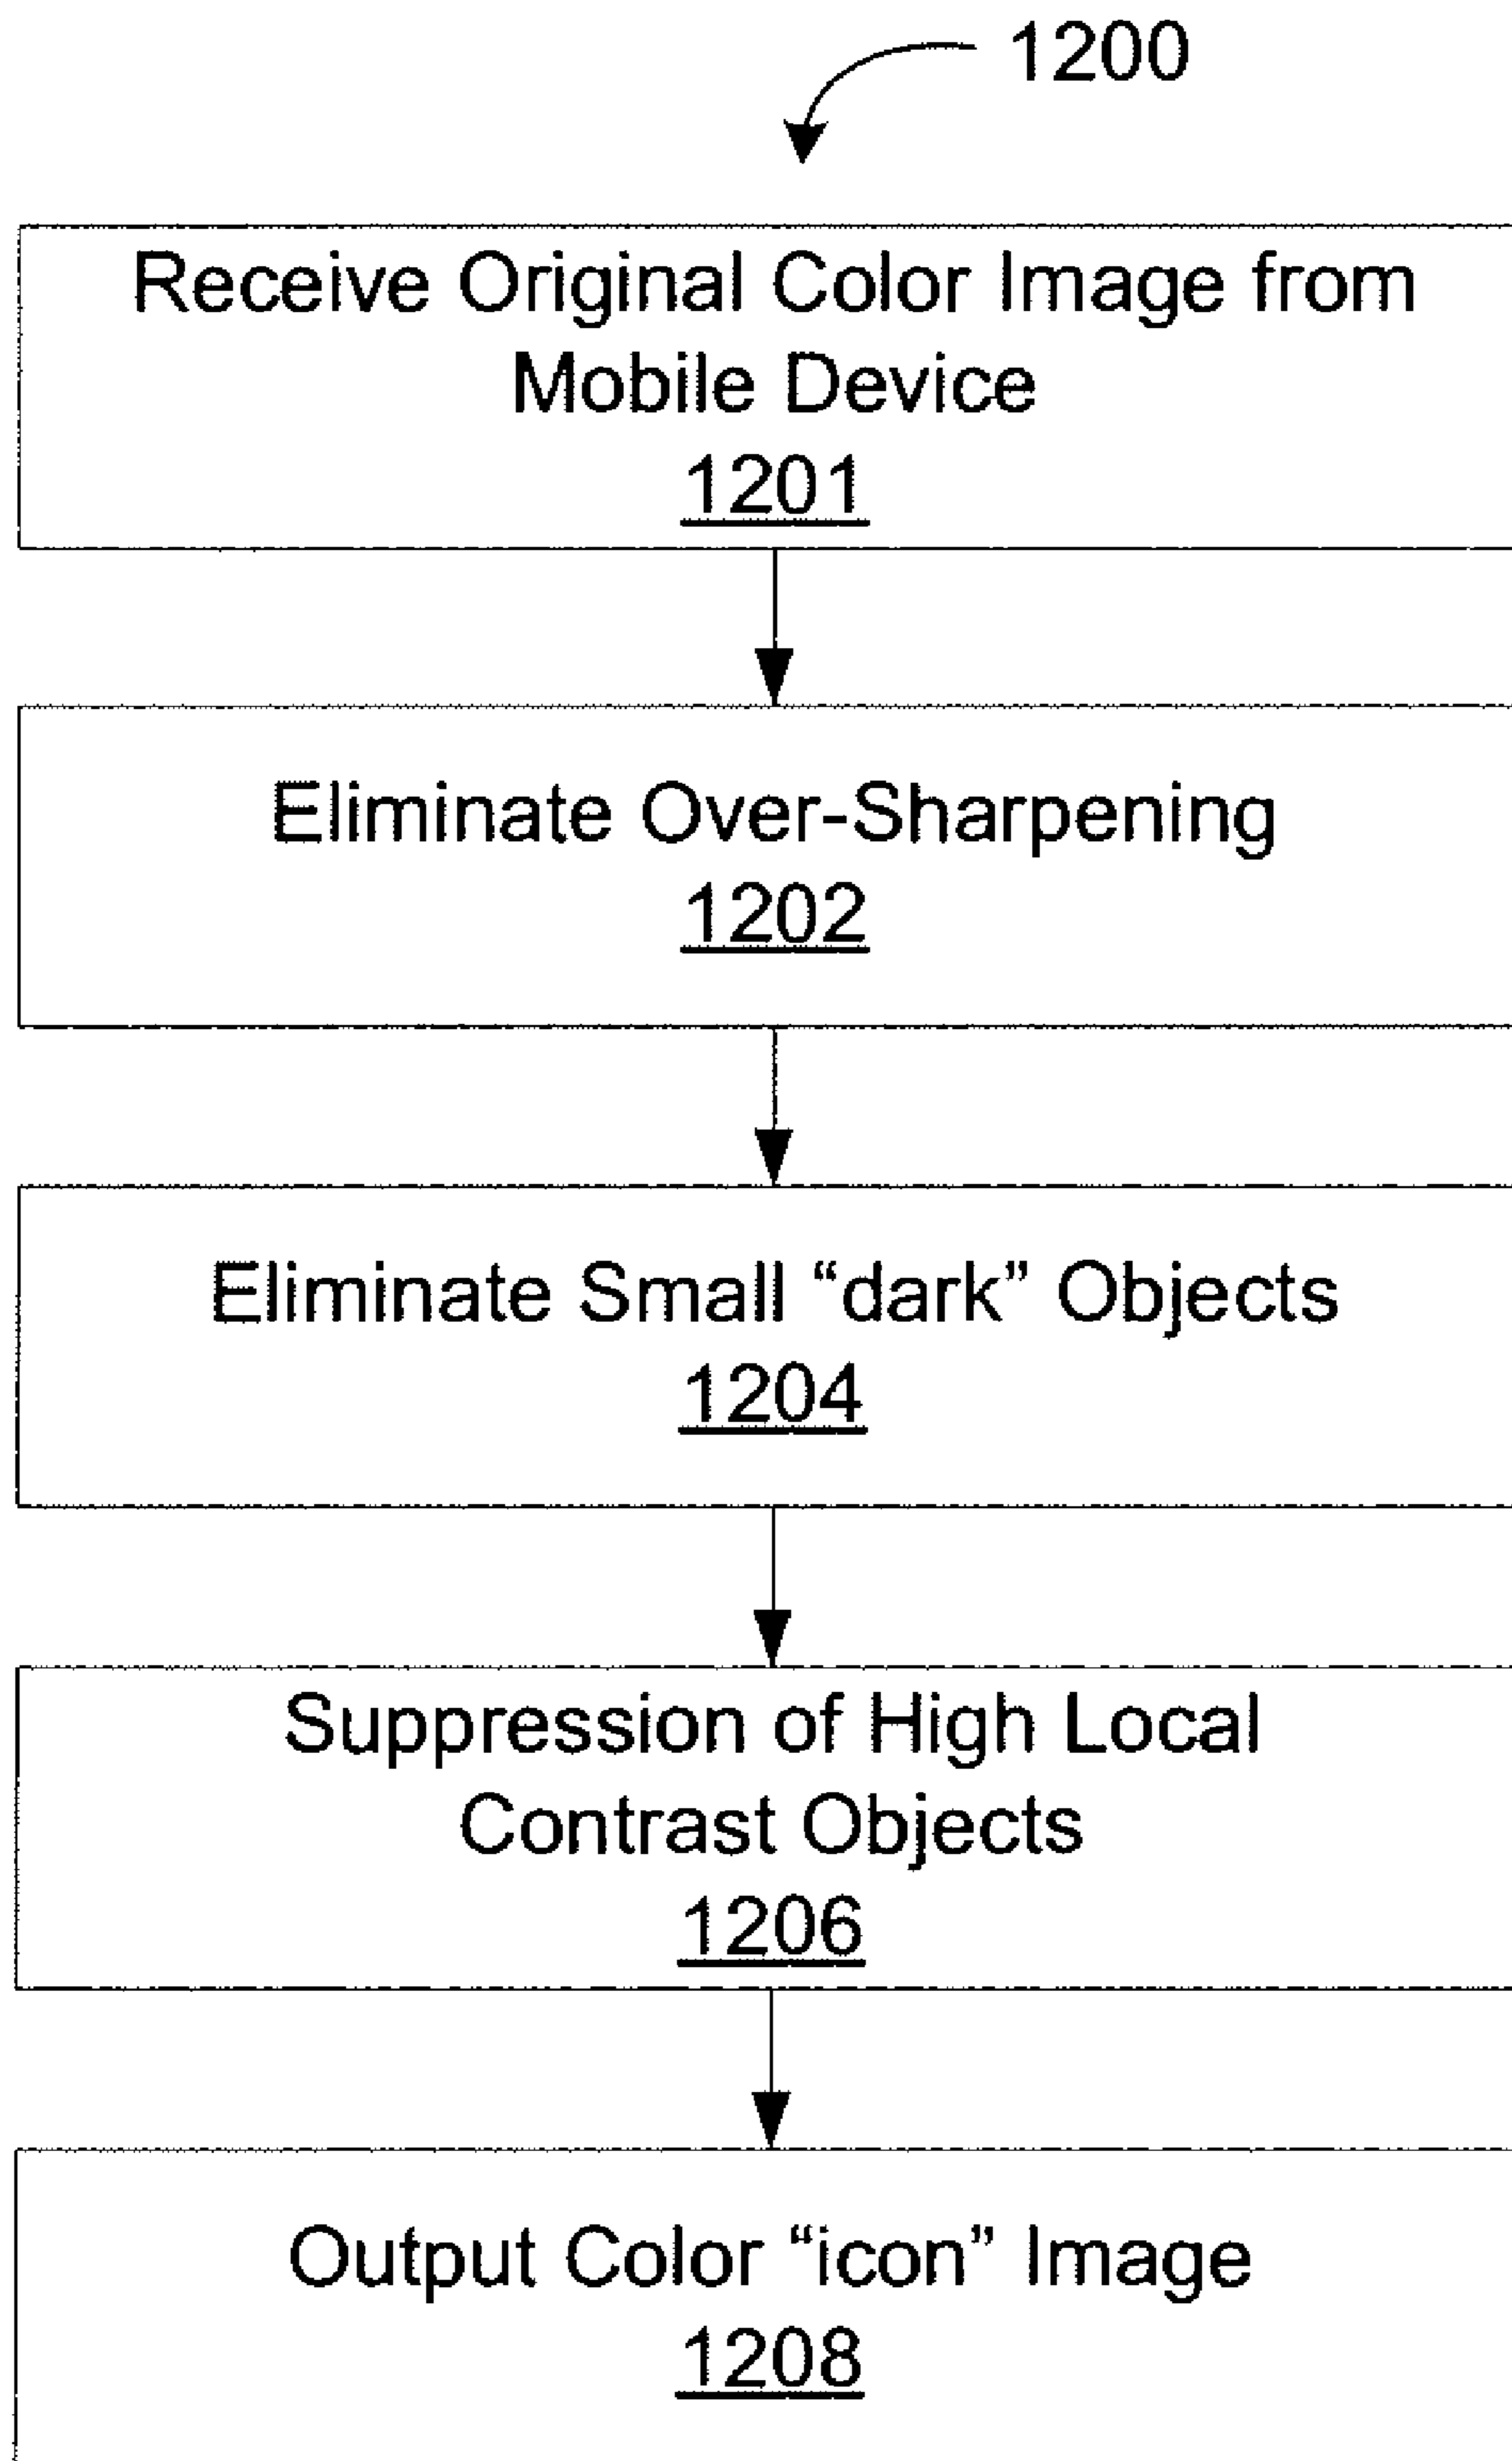 1200
Receive Original Color Image from
Mobile Device
1201
Eliminate Over-Sharpening
1202
Eliminate Small “dark” Objects
1204
Suppression of High Local
Contrast Objects
1206
Output Color “icon” Image
1208